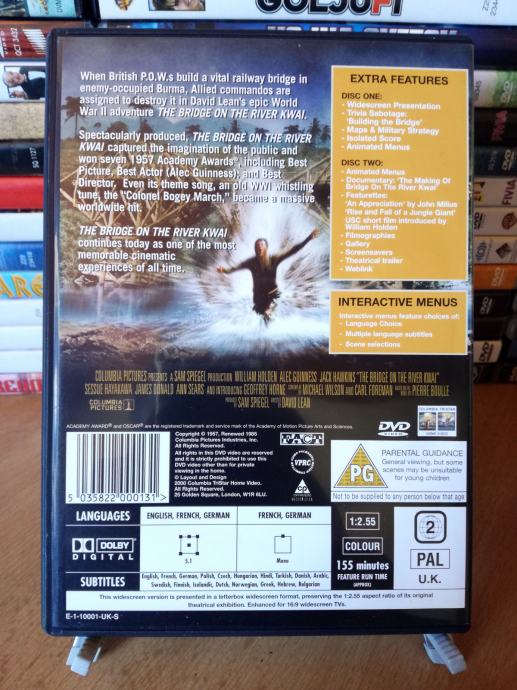 GOLSUFT
When British P.O.W.s build a vital railway bridge in
enemy-occupied Burma, Allied commandos are
assigned to destroy it in David Lean's epic World
War II adventure THE BRIDGE ON THE RIVER KWAI.
Spectacularly produced, THE BRIDGE ON THE RIVER
KWAI captured the imagination of the public and
won seven 1957 Academy Awards®, including Best
Picture, Best Actor (Alec Guinness); and Best
Director, Even its theme song, an old WWI whistling
tune, the "Colonel Bogey March," became a massive
worldwide hit.
THE BRIDGE ON THE RIVER KWAI
continues today as one of the most
memorable cinematic
experiences of all time.
EXTRA FEATURES
DISC ONE:
- Widescreen Presentation
- Trivia Sabotage:
'Building the Bridge'
- Maps & Military Strategy
- Isolated Score
- Animated Menus
DISC TWO:
- Animated Menus
- Documentary: 'The Making Of
Bridge On The River Kwai'
- Featurettes:
'An Appreciation' by John Milius
'Rise and Fall of a Jungle Giant'
USC short film introduced by
William Holden
- Filmographies
- Gallery
- Screensavers
- Theatrical trailer
- Weblink
INTERACTIVE MENUS
Interactive menus feature choices of:
- Language Choice
- Multiple language subtitles
- Scene selections
COLUMBIA PICTURES PRESENTS A SAM SPIEGEL PRODUCTION WILLIAM HOLDEN ALEC GUINNESS JACK HAWKINS "THE BRIDGE ON THE RIVER KWAI"
SESSUE HAYAKAWA JAMES DONALD ANN SEARS AND INTRODUCING GEOFFREY HORNE SCREENPLAY BY MICHAEL WILSON AND CARL FOREMAN BASED ON THE NOVEL BY PIERRE BOULLE
COLUMBIA PICTURES
PRODUCED BY SAM SPIEGEL DIRECTED BY DAVID LEAN
DVD VIDEO
COLUMBIA TRISTAR
HOME VIDEO
ACADEMY AWARD® and OSCAR® are the registered trademark and service mark of the Academy of Motion Picture Arts and Sciences.
Copyright © 1957, Renewed 1985
Columbia Pictures Industries, Inc.
All Rights Reserved.
All rights in this DVD video are reserved
and it is strictly prohibited to use this
DVD video other than for private
viewing in the home.
© Layout and Design
2000 Columbia TriStar Home Video.
All Rights Reserved.
25 Golden Square, London, W1R 6LU.
5 035822 000131 >
FACT
VPRC
PG
PARENTAL GUIDANCE
General viewing, but some
scenes may be unsuitable
for young children
Not to be supplied to any person below that age
LANGUAGES
ENGLISH, FRENCH, GERMAN
FRENCH, GERMAN
DOLBY
DIGITAL
5.1
Mono
SUBTITLES
English, French, German, Polish, Czech, Hungarian, Hindi, Turkish, Danish, Arabic,
Swedish, Finnish, Icelandic, Dutch, Norwegian, Greek, Hebrew, Bulgarian
1:2.55
COLOUR
155 minutes
FEATURE RUN TIME
(APPROX)
2
PAL
U.K.
This widescreen version is presented in a letterbox widescreen format, preserving the 1:2.55 aspect ratio of its original
theatrical exhibition. Enhanced for 16:9 widescreen TVs.
E-1-10001-UK-S